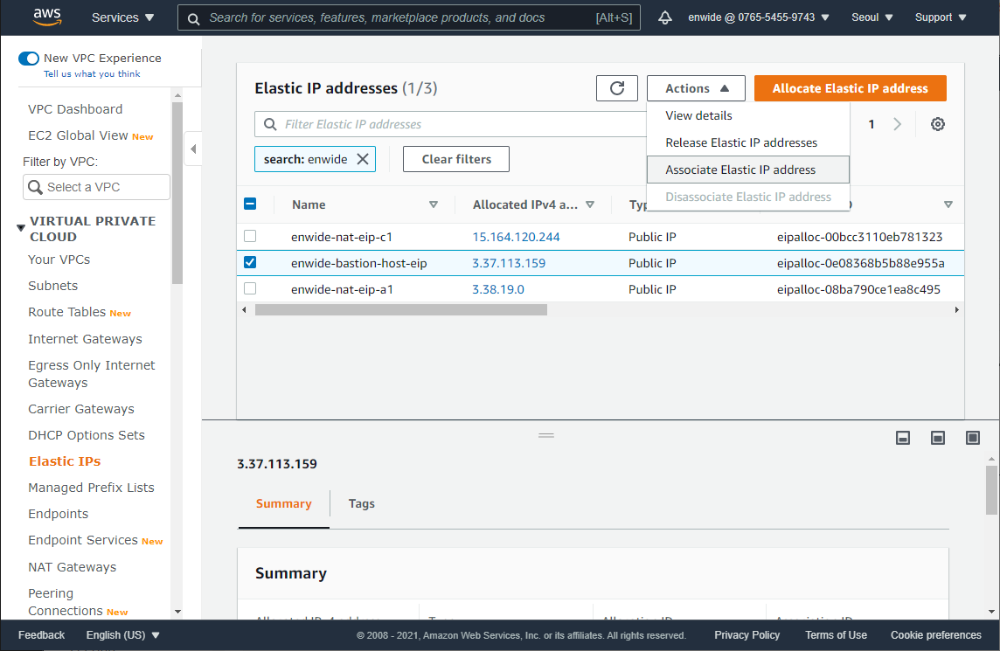 aws
Services
Search for services, features, marketplace products, and docs [Alt+S]
enwide @ 0765-5455-9743
Seoul
Support
New VPC Experience
Tell us what you think
VPC Dashboard
EC2 Global View New
Filter by VPC:
Select a VPC
VIRTUAL PRIVATE
CLOUD
Your VPCs
Subnets
Route Tables New
Internet Gateways
Egress Only Internet
Gateways
Carrier Gateways
DHCP Options Sets
Elastic IPs
Managed Prefix Lists
Endpoints
Endpoint Services New
NAT Gateways
Peering
Connections New
Elastic IP addresses (1/3)
Actions
Allocate Elastic IP address
Filter Elastic IP addresses
1
View details
Release Elastic IP addresses
Associate Elastic IP address
Disassociate Elastic IP address
search: enwide
Clear filters
Name Allocated IPv4 a...
enwide-nat-eip-c1 15.164.120.244 Public IP eipalloc-00bcc3110eb781323
enwide-bastion-host-eip 3.37.113.159 Public IP eipalloc-0e08368b5b88e955a
enwide-nat-eip-a1 3.38.19.0 Public IP eipalloc-08ba790ce1ea8c495
3.37.113.159
Summary Tags
Summary
Feedback English (US) © 2008 - 2021, Amazon Web Services, Inc. or its affiliates. All rights reserved. Privacy Policy Terms of Use Cookie preferences